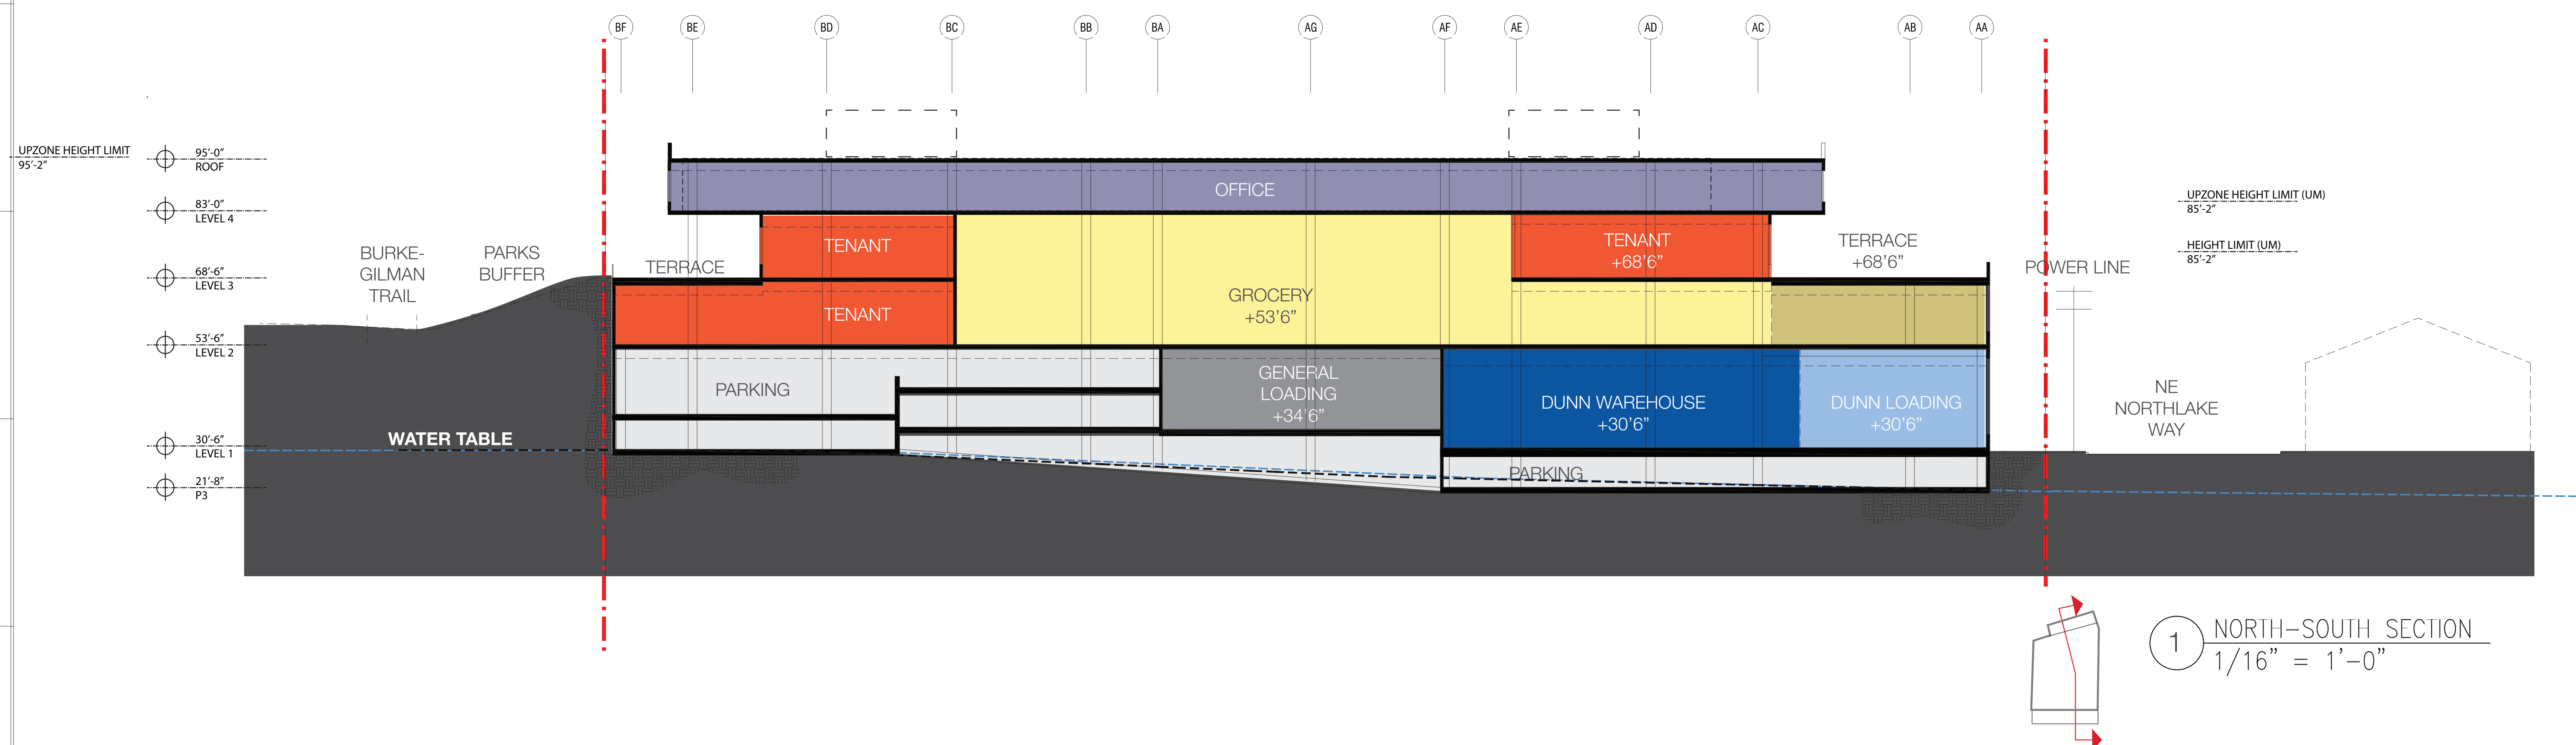 BF BE BD BC BB BA AG AF AE AD AC AB AA
UPZONE HEIGHT LIMIT
95'-2"
95'-0"
ROOF
83'-0"
LEVEL 4
68'-6"
LEVEL 3
53'-6"
LEVEL 2
30'-6"
LEVEL 1
21'-8"
P3
BURKE-
GILMAN
TRAIL
PARKS
BUFFER
WATER TABLE
OFFICE
TENANT
TERRACE
TENANT
GROCERY
+53'6"
TENANT
+68'6"
TERRACE
+68'6"
PARKING
GENERAL
LOADING
+34'6"
DUNN WAREHOUSE
+30'6"
DUNN LOADING
+30'6"
PARKING
POWER LINE
UPZONE HEIGHT LIMIT (UM)
85'-2"
HEIGHT LIMIT (UM)
85'-2"
NE
NORTHLAKE
WAY
1
NORTH-SOUTH SECTION
1/16" = 1'-0"